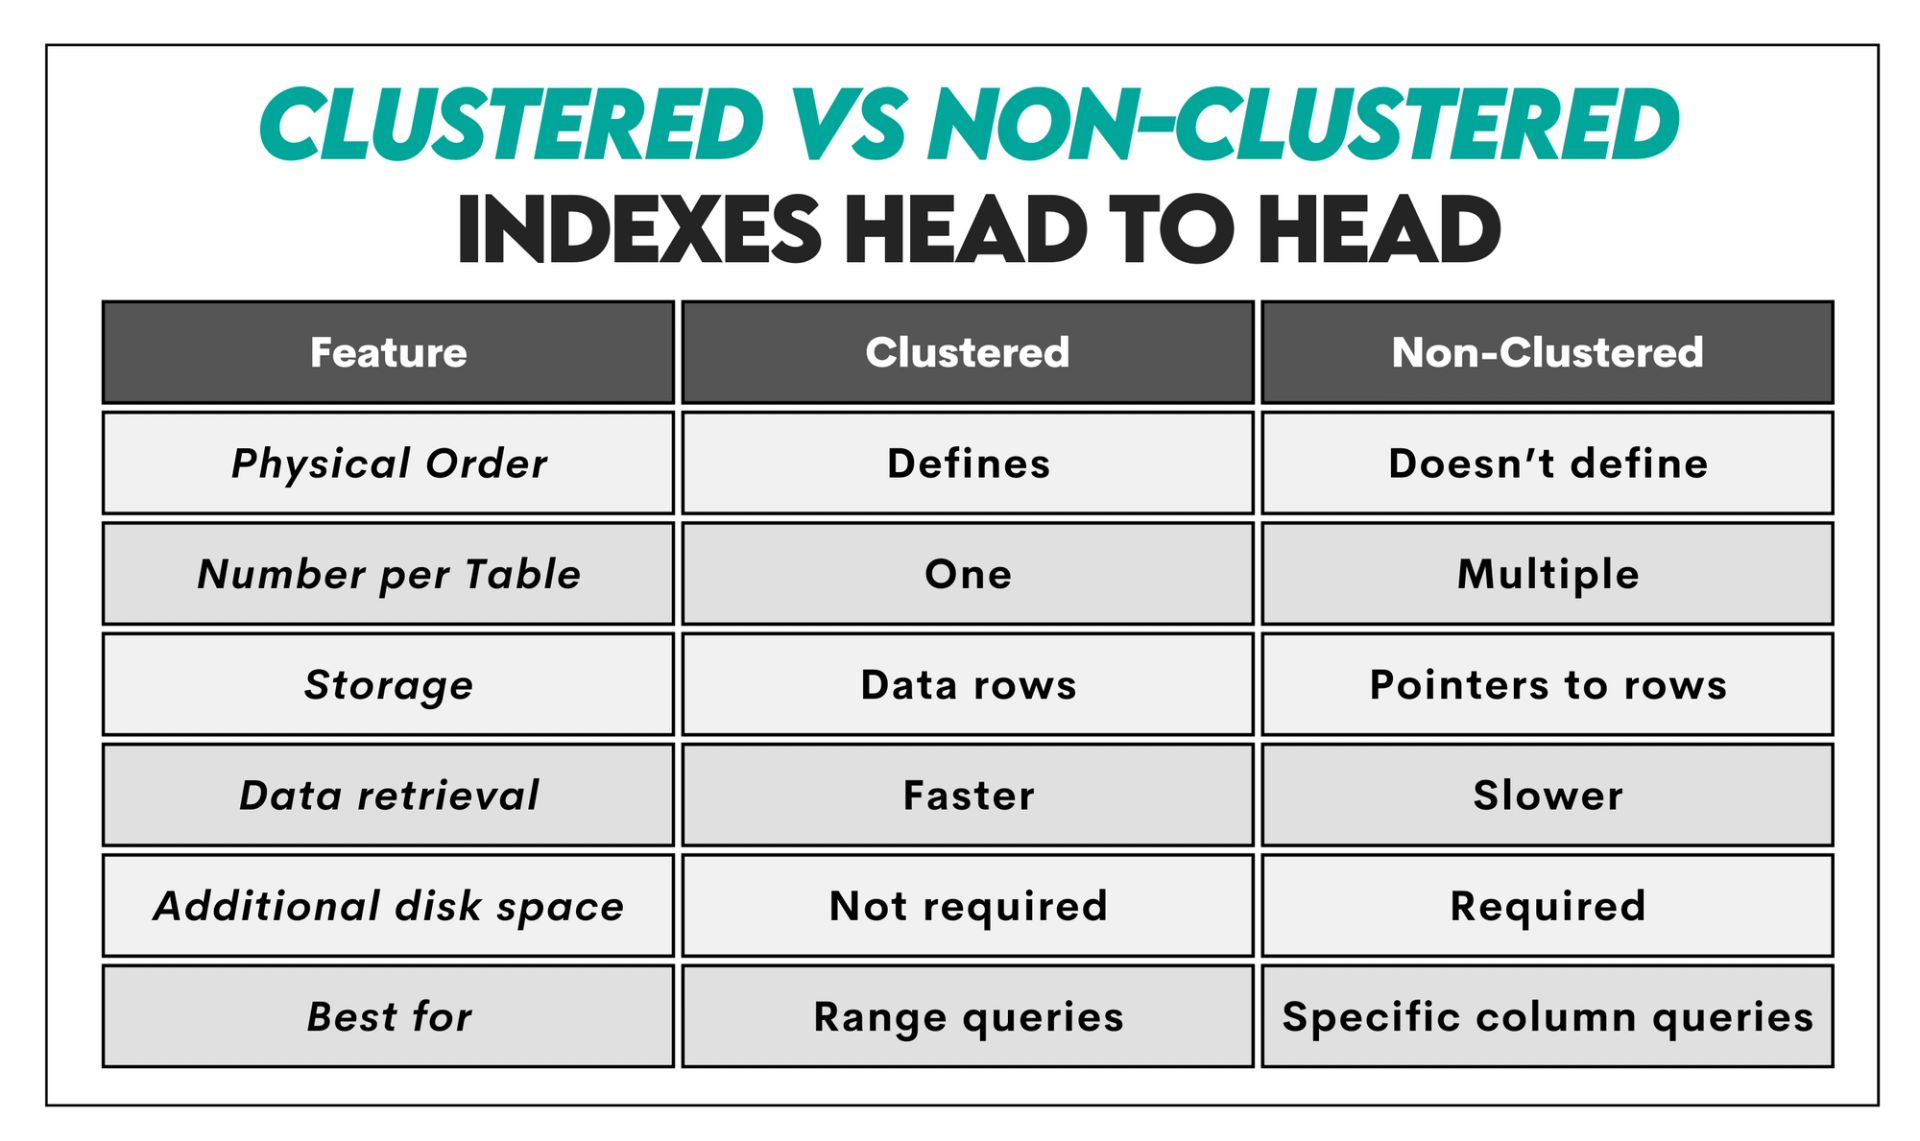 CLUSTERED VS NON-CLUSTERED
INDEXES HEAD TO HEAD
Feature Clustered Non-Clustered
Physical Order Defines Doesn’t define
Number per Table One Multiple
Storage Data rows Pointers to rows
Data retrieval Faster Slower
Additional disk space Not required Required
Best for Range queries Specific column queries